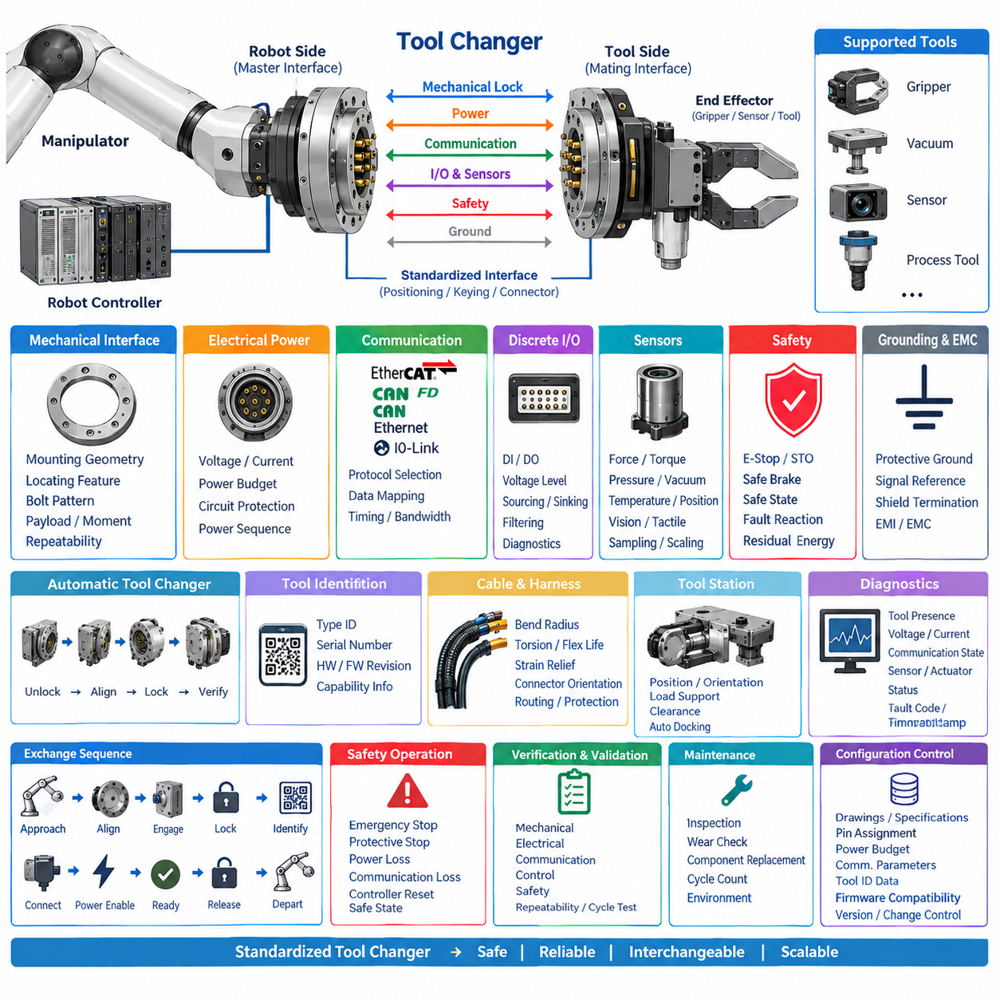 Tool Changer
Robot Side
(Master Interface)
Tool Side
(Mating Interface)
Mechanical Lock
Power
Communication
I/O & Sensors
Safety
Ground
Standardized Interface
(Positioning / Keying / Connector)
End Effector
(Gripper / Sensor / Tool)
Manipulator
Robot Controller
Supported Tools
Gripper
Vacuum
Sensor
Process Tool
...
Mechanical Interface
Mounting Geometry
Locating Feature
Bolt Pattern
Payload / Moment
Repeatability
Electrical Power
Voltage / Current
Power Budget
Circuit Protection
Power Sequence
Communication
EtherCAT
CAN FD
CAN
Ethernet
IO-Link
Protocol Selection
Data Mapping
Timing / Bandwidth
Discrete I/O
DI / DO
Voltage Level
Sourcing / Sinking
Filtering
Diagnostics
Sensors
Force / Torque
Pressure / Vacuum
Temperature / Position
Vision / Tactile
Sampling / Scaling
Safety
E-Stop / STO
Safe Brake
Safe State
Fault Reaction
Residual Energy
Grounding & EMC
Protective Ground
Signal Reference
Shield Termination
EMI / EMC
Automatic Tool Changer
Unlock → Align → Lock → Verify
Tool Identification
Type ID
Serial Number
HW / FW Revision
Capability Info
Cable & Harness
Bend Radius
Torsion / Flex Life
Strain Relief
Connector Orientation
Routing / Protection
Tool Station
Position / Orientation
Load Support
Clearance
Auto Docking
Diagnostics
Tool Presence
Voltage / Current
Communication State
Sensor / Actuator
Status
Tault Code /
Exchange Sequence
Approach
Align
Engage
Lock
Identify
Connect
Power Enable
Ready
Release
Depart
Safety Operation
Emergency Stop
Protective Stop
Power Loss
Communication Loss
Controller Reset
Safe State
Verification & Validation
Mechanical
Electrical
Communication
Control
Safety
Repeatability / Cycle Test
Maintenance
Inspection
Wear Check
Component Replacement
Cycle Count
Environment
Configuration Control
Drawings / Specifications
Pin Assignment
Power Budget
Comm. Parameters
Tool ID Data
Firmware Compatibility
Version / Change Control
Standardized Tool Changer → Safe | Reliable | Interchangeable | Scalable